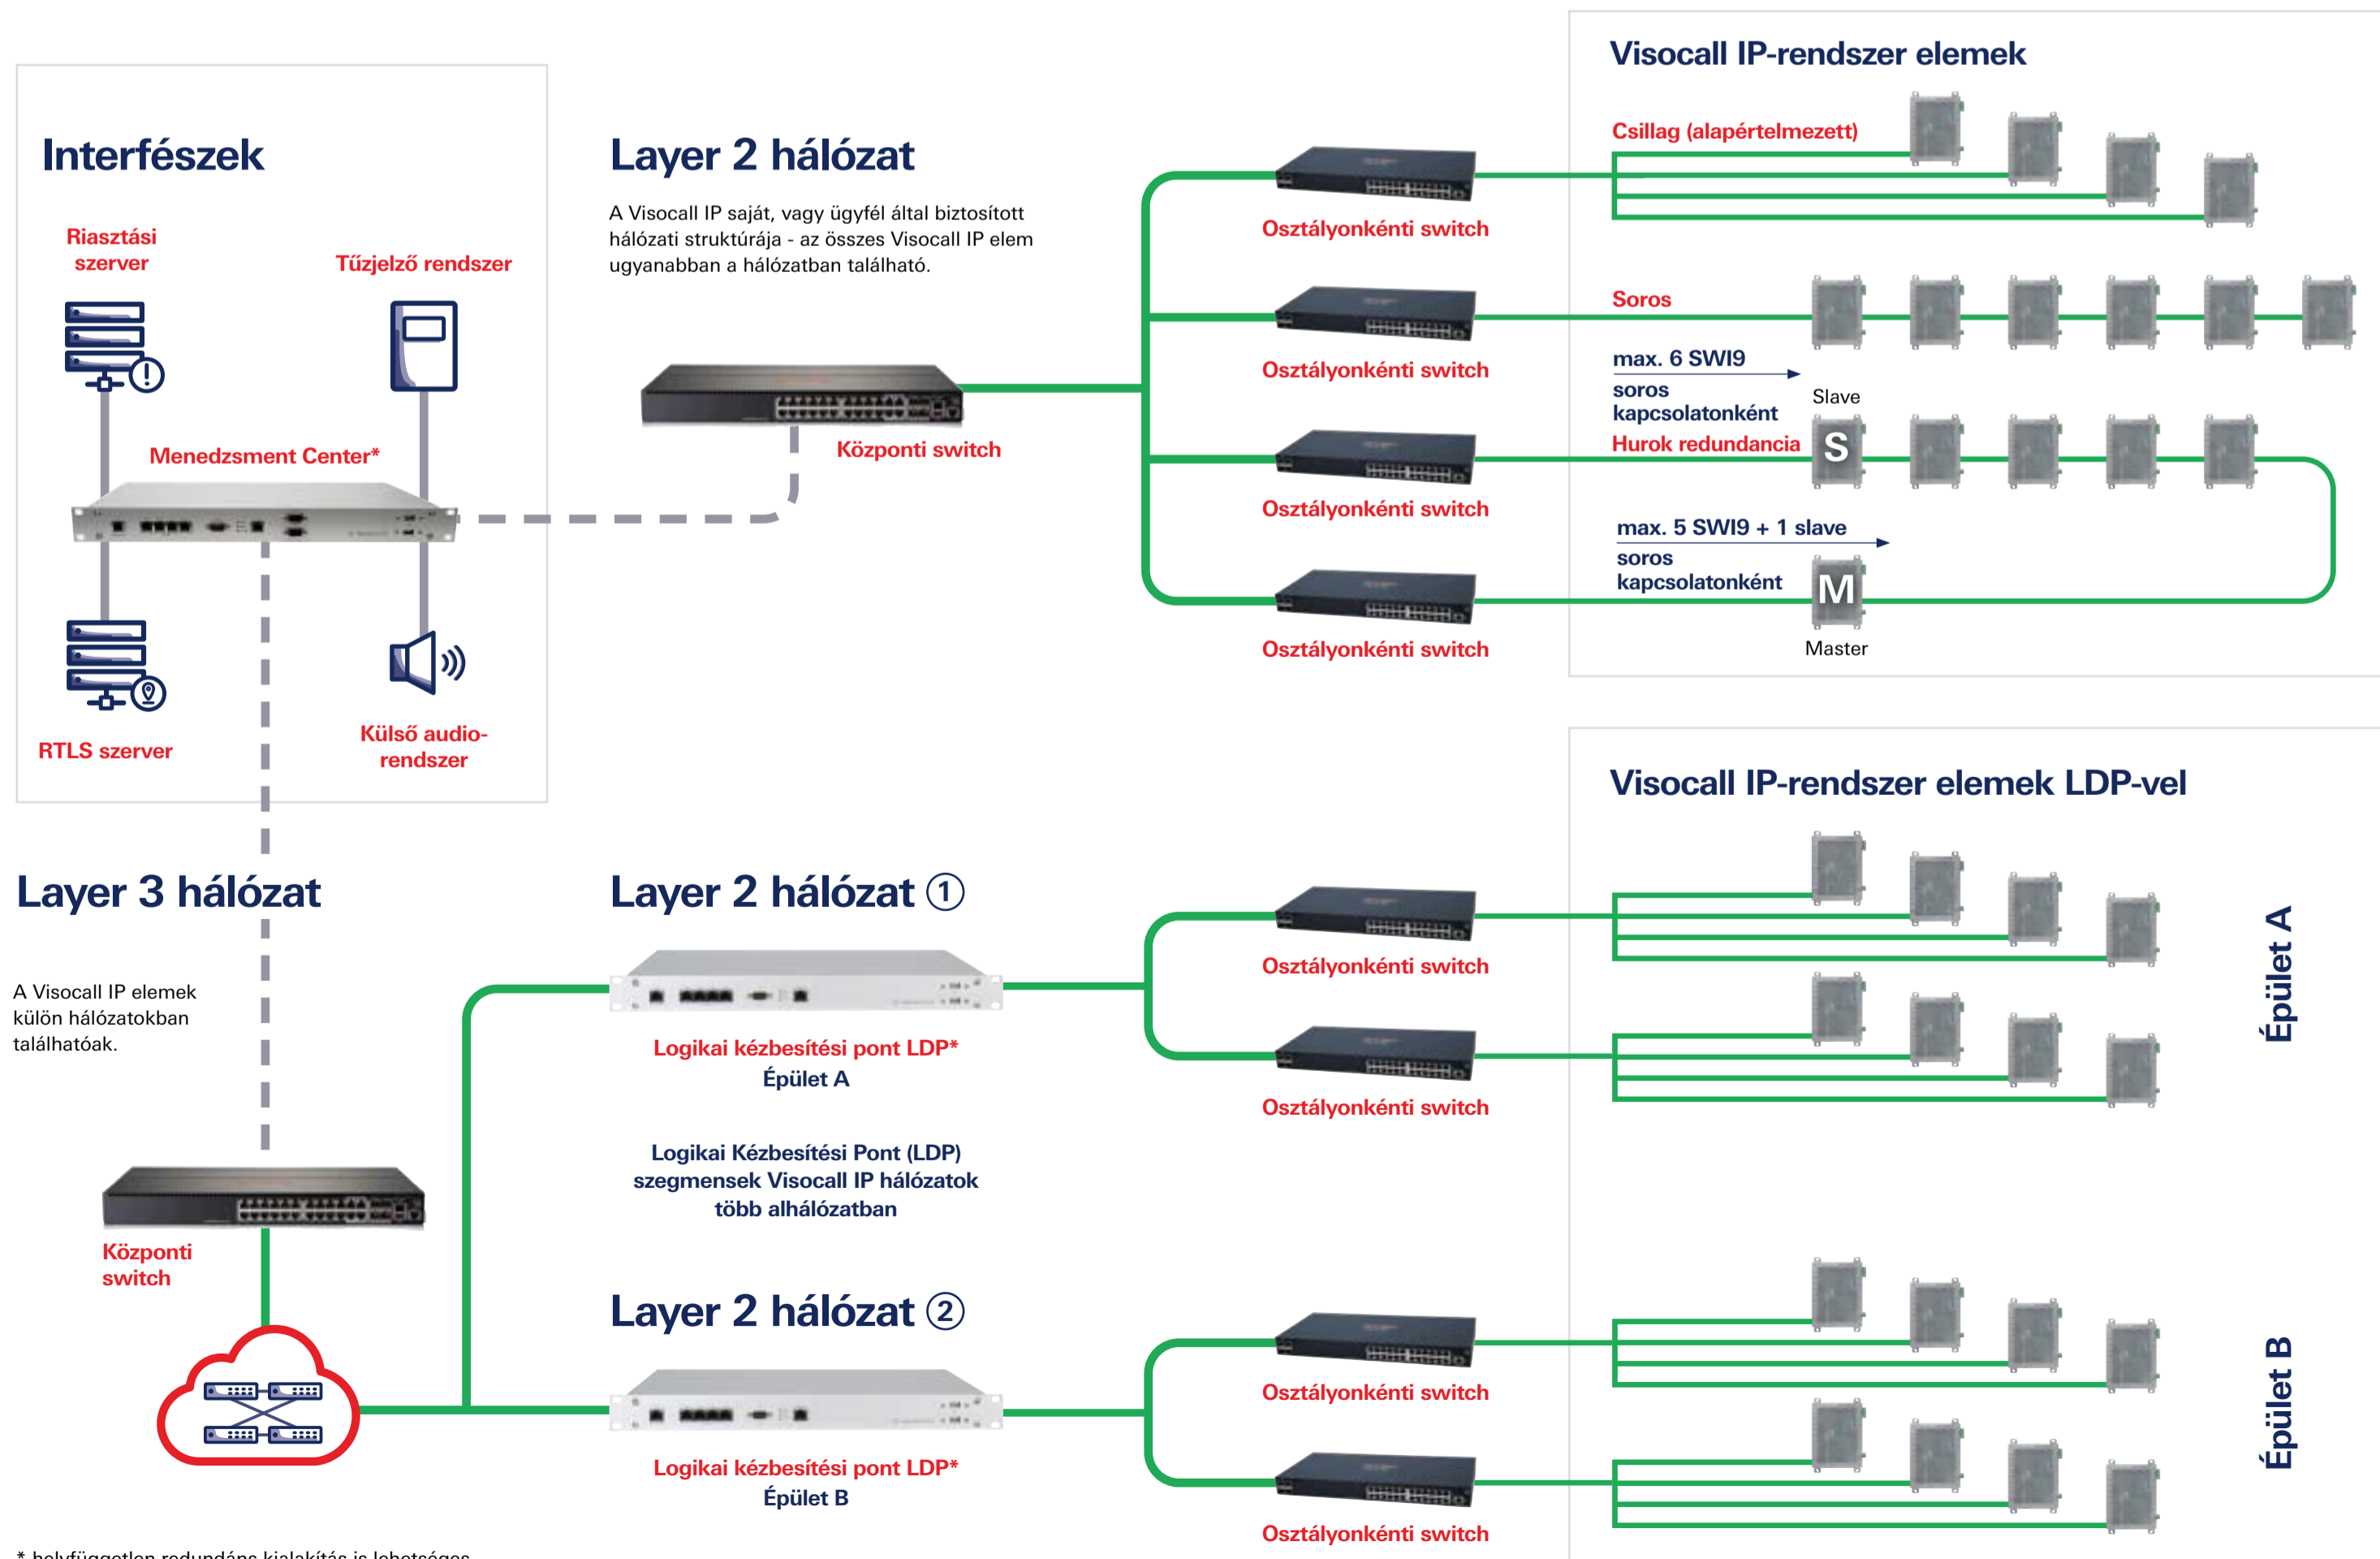 Interfészek
Riasztási
szerver
Tűzjelző rendszer
Menedzsment Center*
RTLS szerver
Külső audio-
rendszer
Layer 2 hálózat
A Visocall IP saját, vagy ügyfél által biztosított
hálózati struktúrája - az összes Visocall IP elem
ugyanabban a hálózatban található.
Központi switch
Osztályonkénti switch
Osztályonkénti switch
Osztályonkénti switch
Osztályonkénti switch
Visocall IP-rendszer elemek
Csillag (alapértelmezett)
Soros
max. 6 SWI9
soros
kapcsolatonként
Slave
Hurok redundancia
S
max. 5 SWI9 + 1 slave
soros
kapcsolatonként
M
Master
Layer 3 hálózat
A Visocall IP elemek
külön hálózatokban
találhatóak.
Központi
switch
Layer 2 hálózat 1
Logikai kézbesítési pont LDP*
Épület A
Logikai Kézbesítési Pont (LDP)
szegmensek Visocall IP hálózatok
több alhálózatban
Layer 2 hálózat 2
Logikai kézbesítési pont LDP*
Épület B
Osztályonkénti switch
Osztályonkénti switch
Osztályonkénti switch
Osztályonkénti switch
Visocall IP-rendszer elemek LDP-vel
Épület A
Épület B
* helyfüggetlen redundáns kialakítás is lehetséges